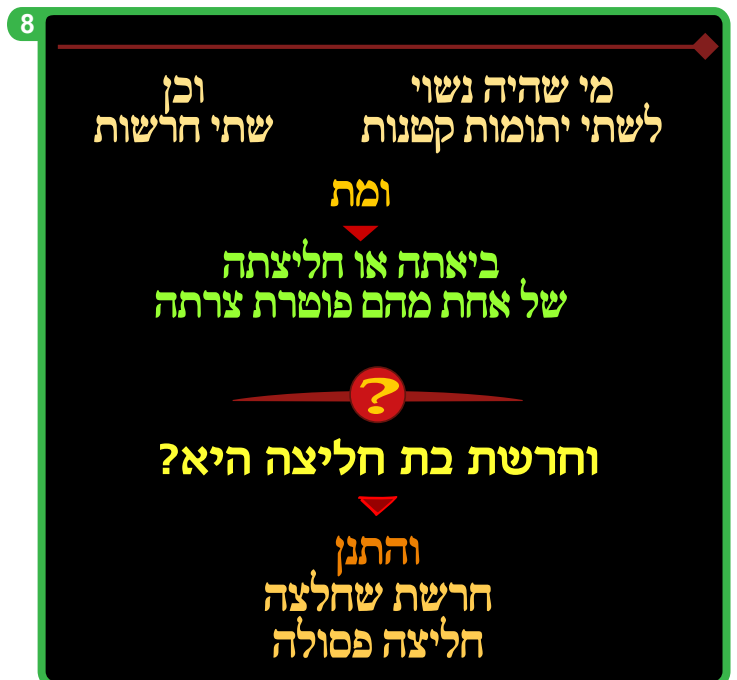 8
מי שהיה נשוי
לשתי יתומות קטנות
וכן
שתי חרשות
ומת
ביאתה או חליצתה
של אחת מהם פוטרת צרתה
?
וחרשת בת חליצה היא?
והתנן
חרשת שחלצה
חליצה פסולה